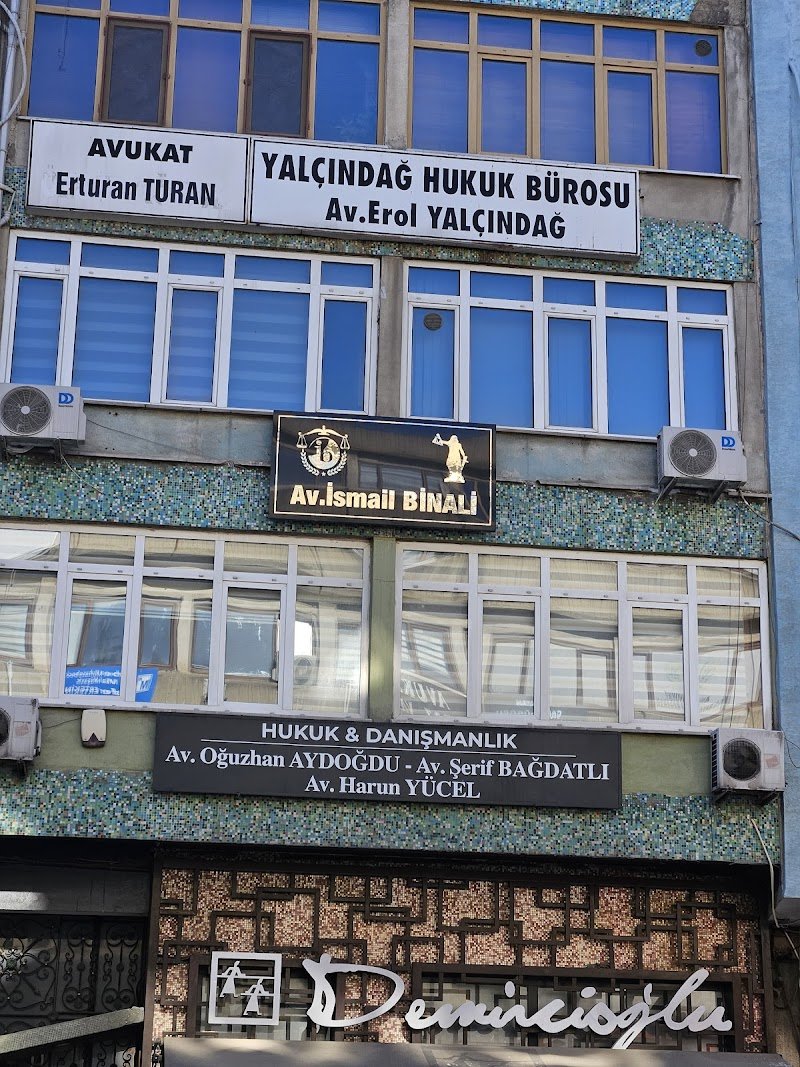 AVUKAT
Erturan TURAN
YALÇINDAĞ HUKUK BÜROSU
Av.Erol YALÇINDAĞ
Av.İsmail BİNALİ
HUKUK & DANIŞMANLIK
Av. Oğuzhan AYDOĞDU - Av. Şerif BAĞDATLI
Av. Harun YÜCEL
Demircioğlu